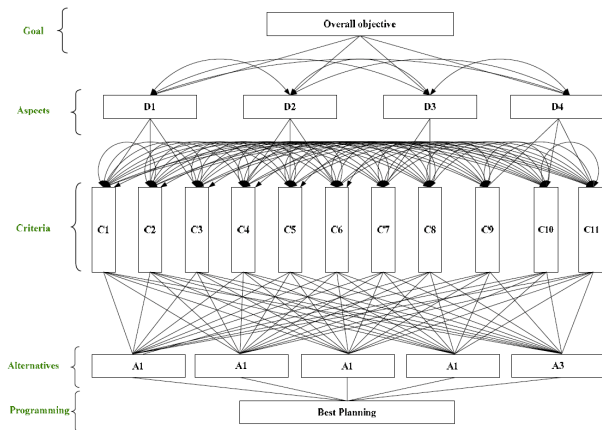 Goal
Overall objective
Aspects
D1 D2 D3 D4
Criteria
C1 C2 C3 C4 C5 C6 C7 C8 C9 C10 C11
Alternatives
A1 A1 A1 A1 A3
Programming
Best Planning